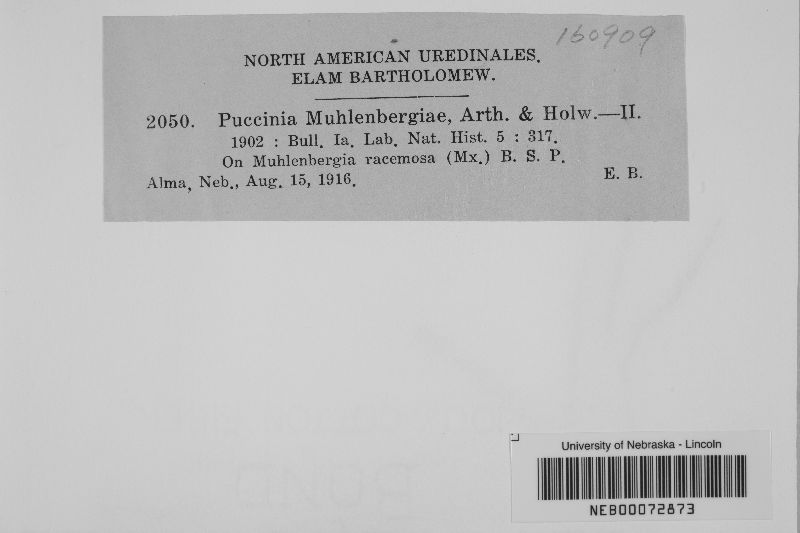 160909
NORTH AMERICAN UREDINALES.
ELAM BARTHOLOMEW.
2050. Puccinia Muhlenbergiae, Arth. & Holw.—II.
1902 : Bull. Ia. Lab. Nat. Hist. 5 : 317.
On Muhlenbergia racemosa (Mx.) B. S. P.
Alma, Neb., Aug. 15, 1916. E. B.
University of Nebraska - Lincoln
NEB00072873